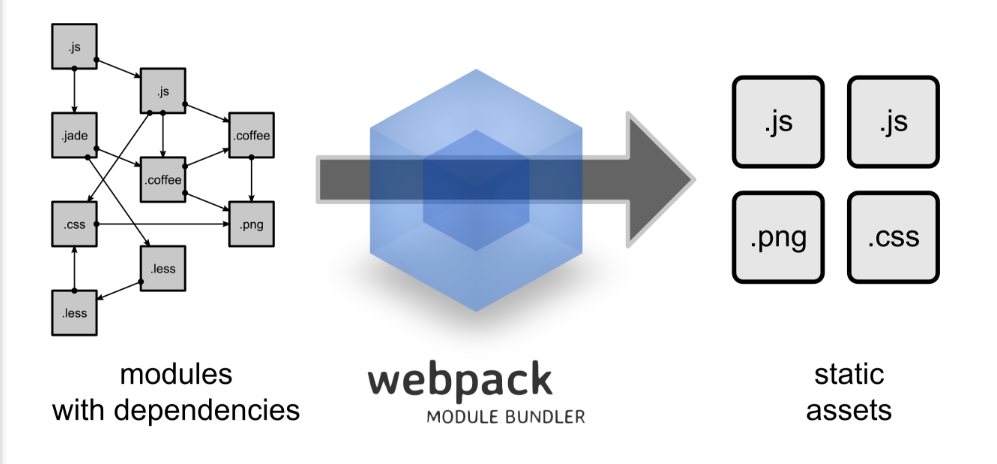 .js
.js
.jade
.coffee
.coffee
.css
.png
.less
.less
modules
with dependencies
webpack
MODULE BUNDLER
.js
.js
.png
.css
static
assets